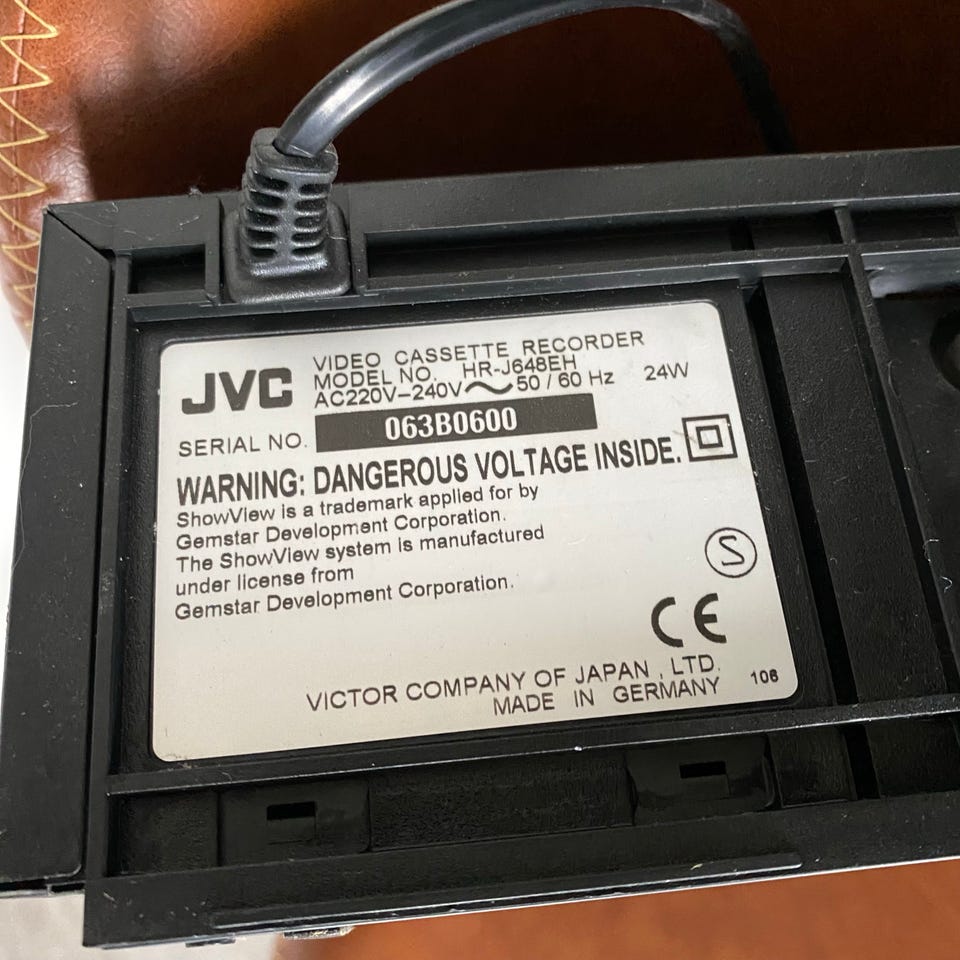 JVC
VIDEO CASSETTE RECORDER
MODEL NO. HR-J648EH
AC220V–240V~50/60 Hz 24W
SERIAL NO. 063B0600
WARNING: DANGEROUS VOLTAGE INSIDE.
ShowView is a trademark applied for by
Gemstar Development Corporation.
The ShowView system is manufactured
under license from
Gemstar Development Corporation.
S
CE
VICTOR COMPANY OF JAPAN, LTD.
MADE IN GERMANY 106